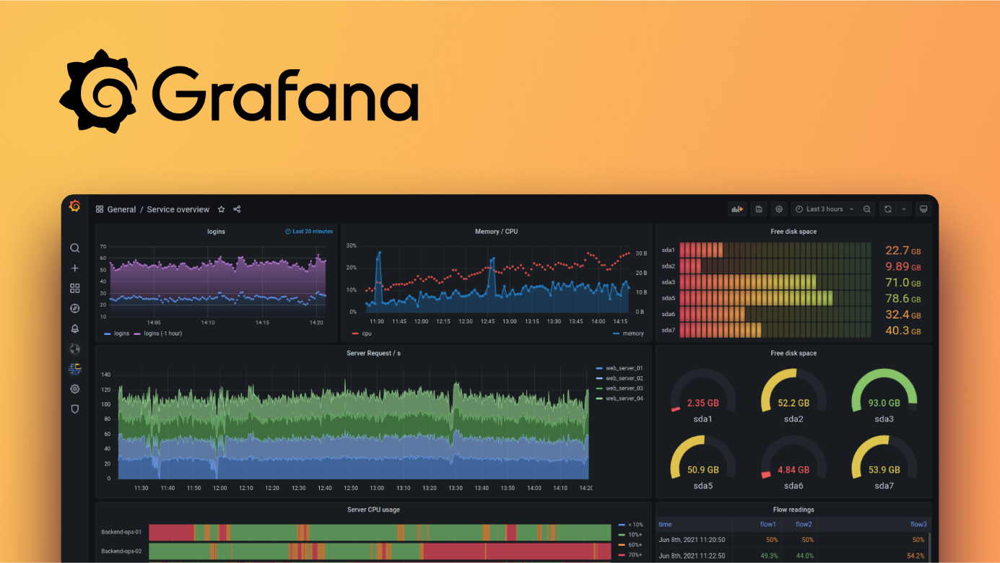 Grafana
General / Service overview
Last 3 hours
logins
Last 20 minutes
70
60
50
40
30
20
10
14:05 14:10 14:15 14:20
logins logins (-1 hour)
Memory / CPU
30%
20%
10%
0%
30 B
20 B
10 B
0 B
11:30 11:45 12:00 12:15 12:30 12:45 13:00 13:15 13:30 13:45 14:00 14:15
cpu memory
Free disk space
sda1 22.7 GB
sda2 9.89 GB
sda3 71.0 GB
sda5 78.6 GB
sda6 32.4 GB
sda7 40.3 GB
Server Request / s
140
120
100
80
60
40
20
0
11:30 11:40 11:50 12:00 12:10 12:20 12:30 12:40 12:50 13:00 13:10 13:20 13:30 13:40 13:50 14:00 14:10 14:20
web_server_01
web_server_02
web_server_03
web_server_04
Free disk space
2.35 GB 52.2 GB 93.0 GB
sda1 sda2 sda3
50.9 GB 4.84 GB 53.9 GB
sda5 sda6 sda7
Server CPU usage
Backend-ops-01
Backend-ops-02
< 10%
10%+
60%+
70%+
Flow readings
time flow1 flow2 flow3
Jun 8th, 2021 11:20:50 50% 50% 50%
Jun 8th, 2021 11:22:50 49.3% 44.0% 54.2%